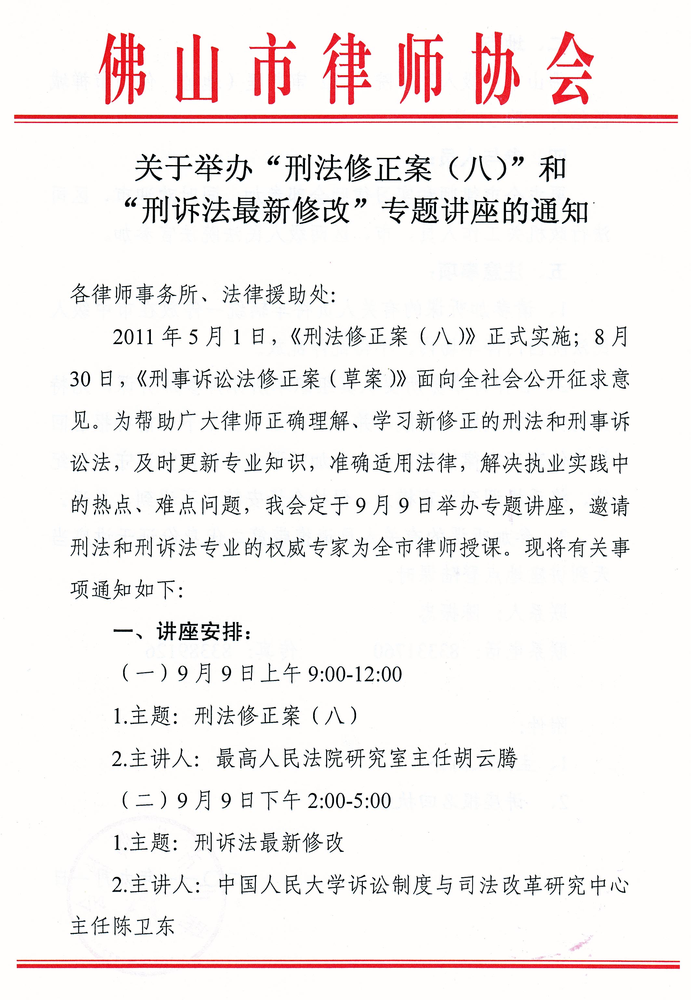 佛山市律师协会
关于举办“刑法修正案（八）”和
“刑诉法最新修改”专题讲座的通知
各律师事务所、法律援助处：
2011 年 5 月 1 日，《刑法修正案（八）》正式实施；8 月
30 日，《刑事诉讼法修正案（草案）》面向全社会公开征求意
见。为帮助广大律师正确理解、学习新修正的刑法和刑事诉
讼法，及时更新专业知识，准确适用法律，解决执业实践中
的热点、难点问题，我会定于 9 月 9 日举办专题讲座，邀请
刑法和刑诉法专业的权威专家为全市律师授课。现将有关事
项通知如下：
一、讲座安排：
（一）9 月 9 日上午 9:00-12:00
1.主题：刑法修正案（八）
2.主讲人：最高人民法院研究室主任胡云腾
（二）9 月 9 日下午 2:00-5:00
1.主题：刑诉法最新修改
2.主讲人：中国人民大学诉讼制度与司法改革研究中心
主任陈卫东